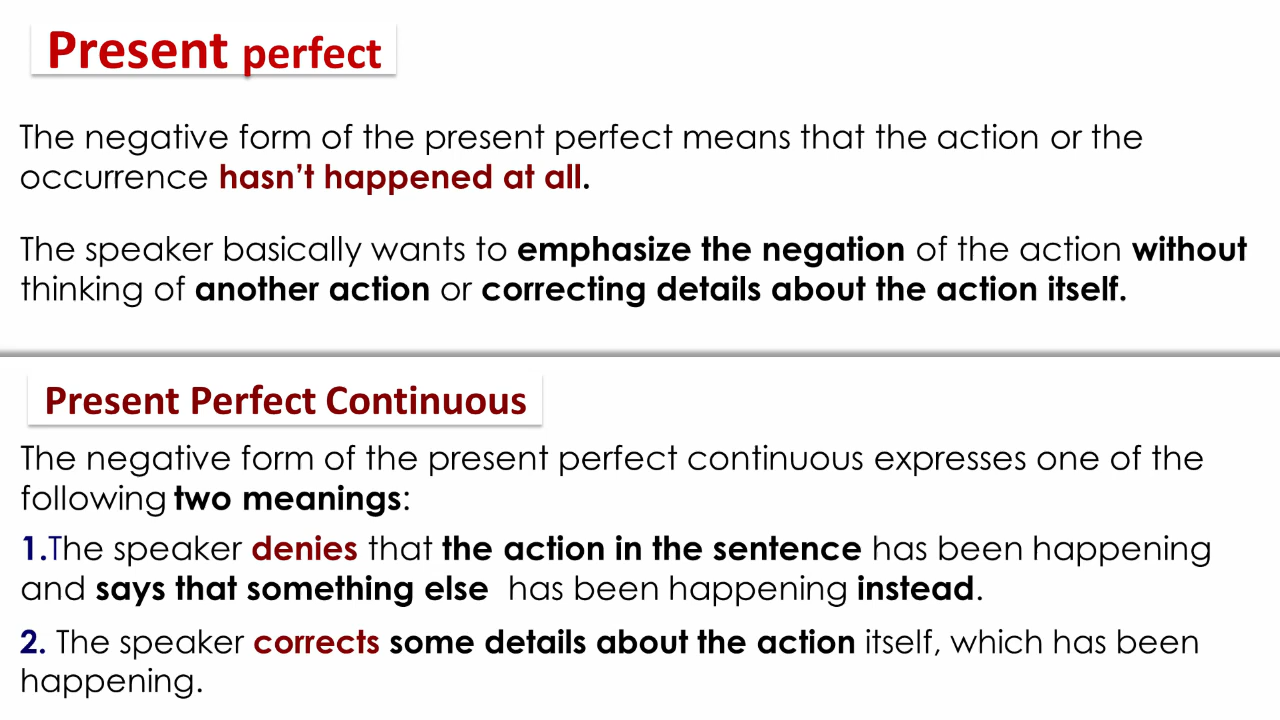 Present perfect
The negative form of the present perfect means that the action or the
occurrence hasn’t happened at all.
The speaker basically wants to emphasize the negation of the action without
thinking of another action or correcting details about the action itself.
Present Perfect Continuous
The negative form of the present perfect continuous expresses one of the
following two meanings:
1.The speaker denies that the action in the sentence has been happening
and says that something else has been happening instead.
2. The speaker corrects some details about the action itself, which has been
happening.